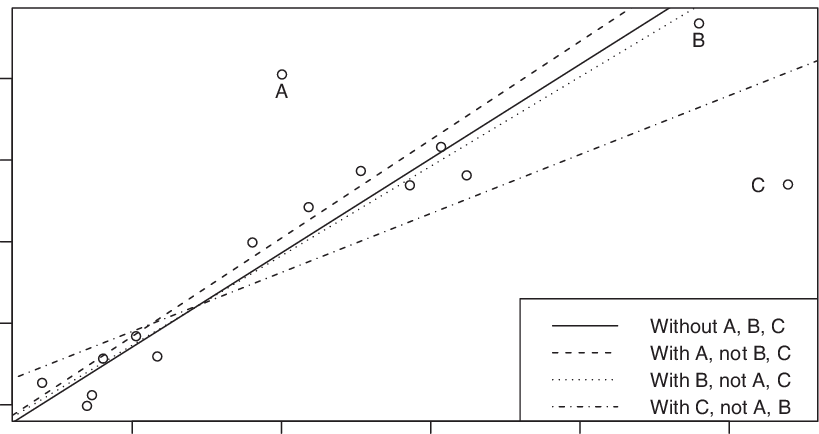 A
B
C
Without A, B, C
With A, not B, C
With B, not A, C
With C, not A, B